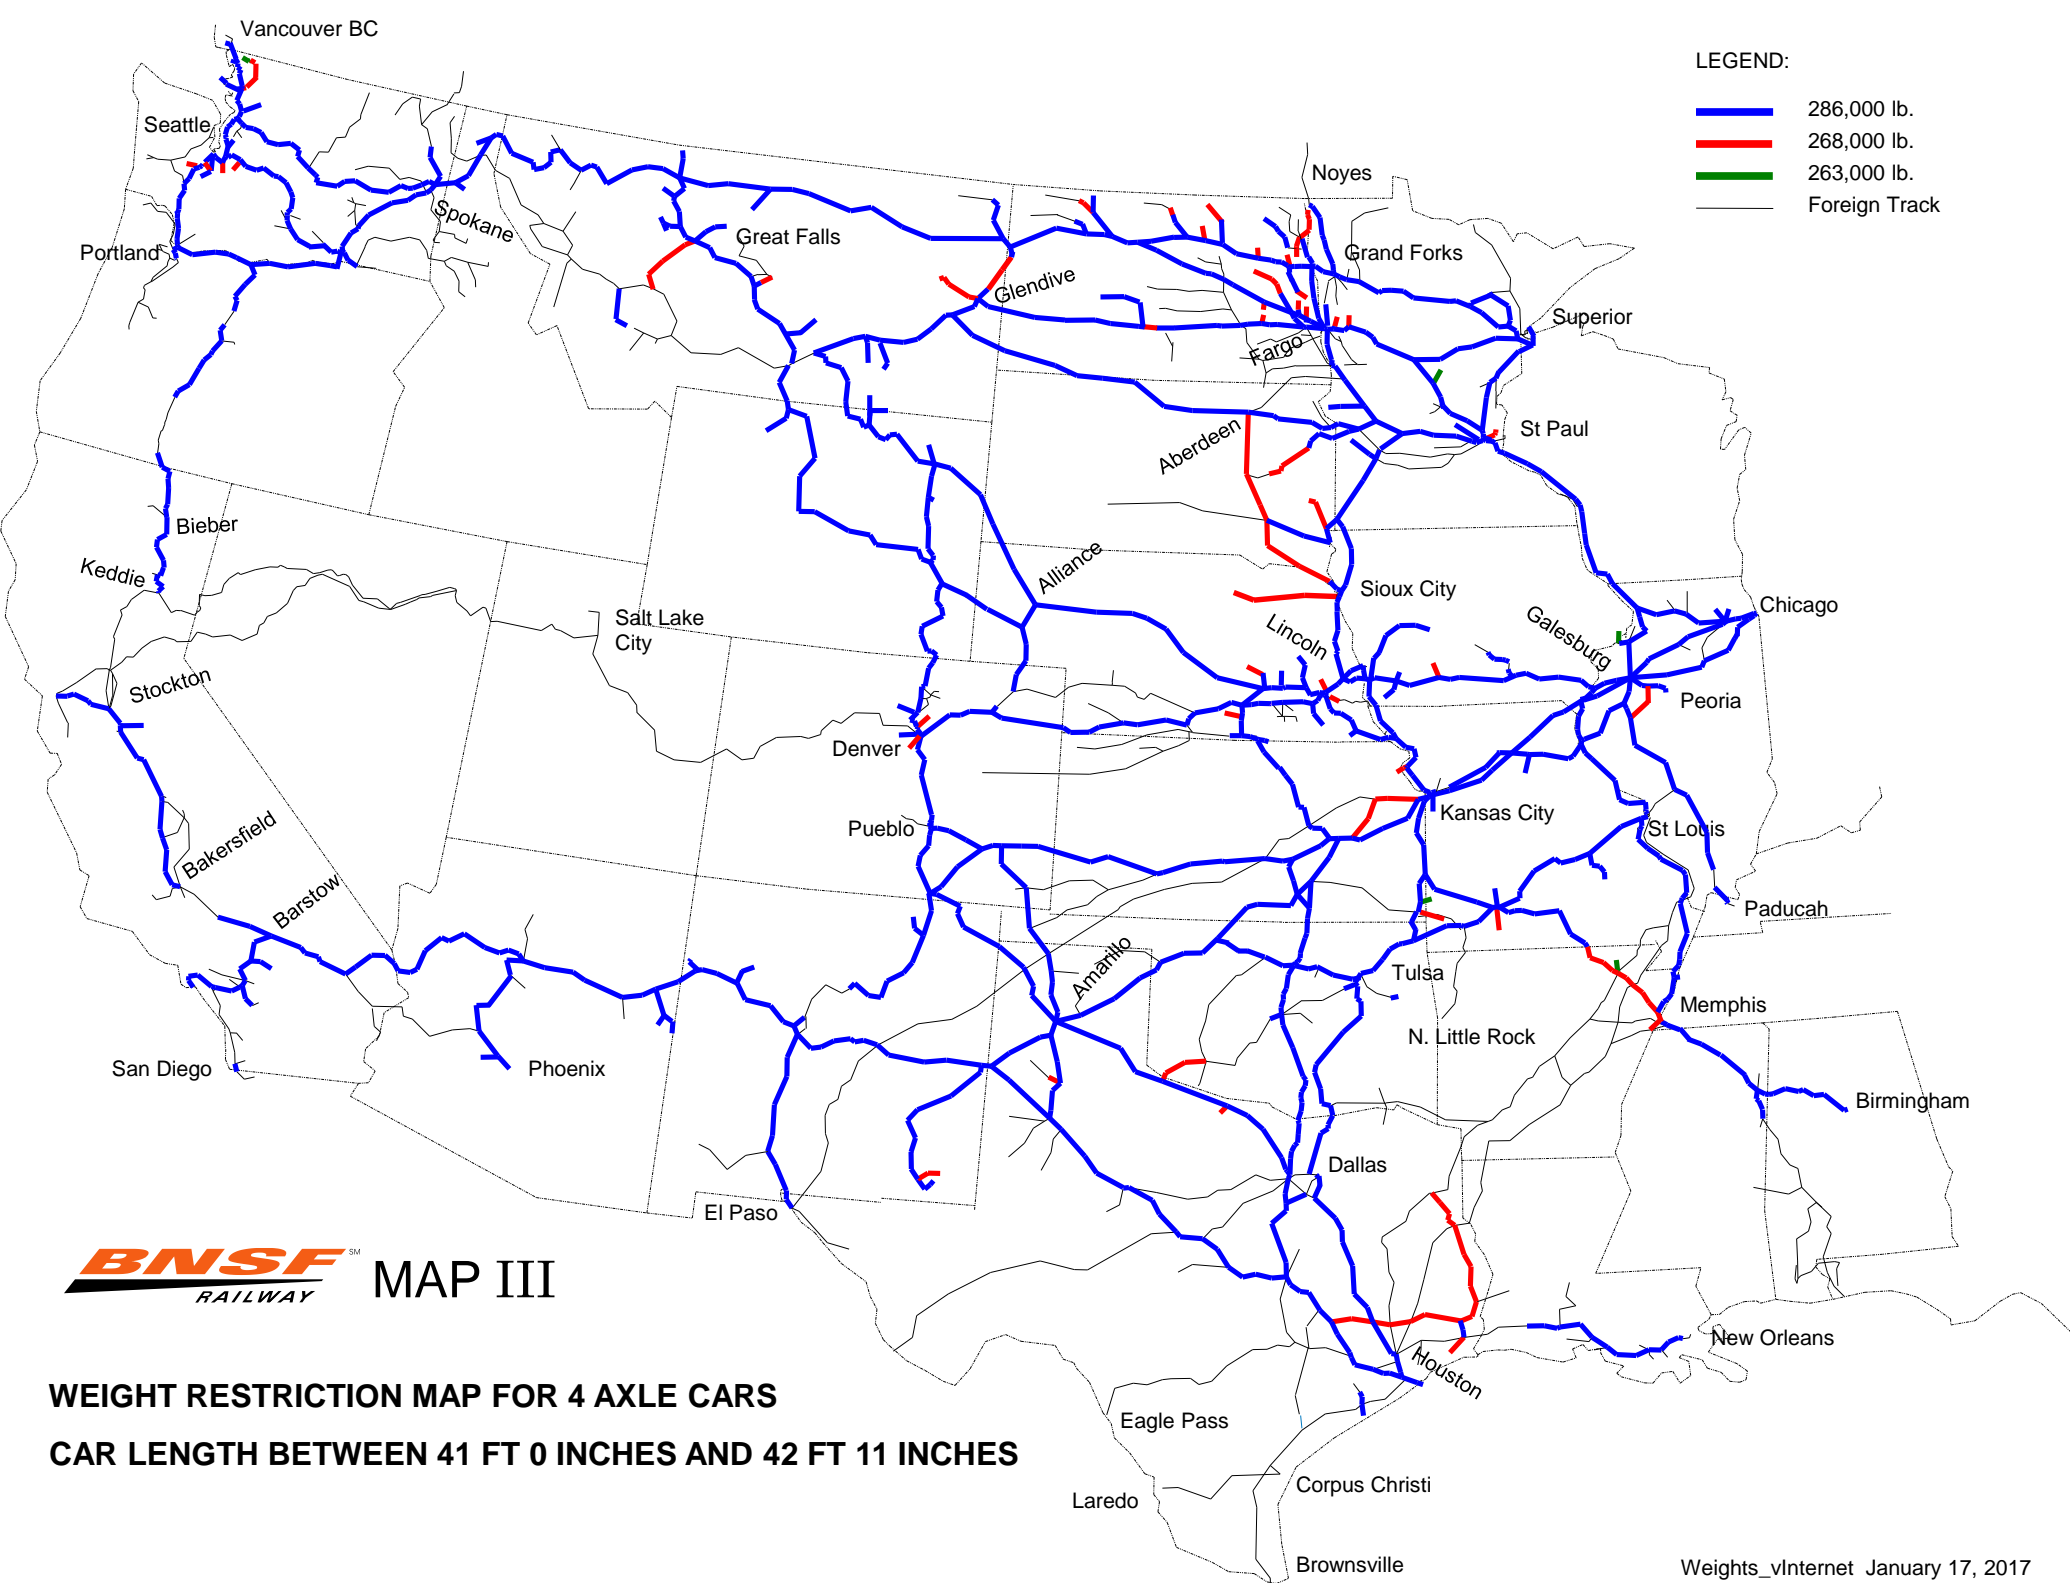 Vancouver BC
LEGEND:
286,000 lb.
268,000 lb.
263,000 lb.
Foreign Track
Seattle
Noyes
Spokane
Great Falls
Grand Forks
Portland
Glendive
Superior
Fargo
Aberdeen
St Paul
Bieber
Keddie
Alliance
Sioux City
Chicago
Salt Lake
City
Lincoln
Galesburg
Stockton
Peoria
Denver
Pueblo
Kansas City
St Louis
Bakersfield
Barstow
Paducah
Amarillo
Tulsa
Memphis
N. Little Rock
San Diego
Phoenix
Birmingham
Dallas
El Paso
BNSF SM
RAILWAY
MAP III
New Orleans
Houston
WEIGHT RESTRICTION MAP FOR 4 AXLE CARS
Eagle Pass
CAR LENGTH BETWEEN 41 FT 0 INCHES AND 42 FT 11 INCHES
Corpus Christi
Laredo
Brownsville
Weights_vInternet January 17, 2017